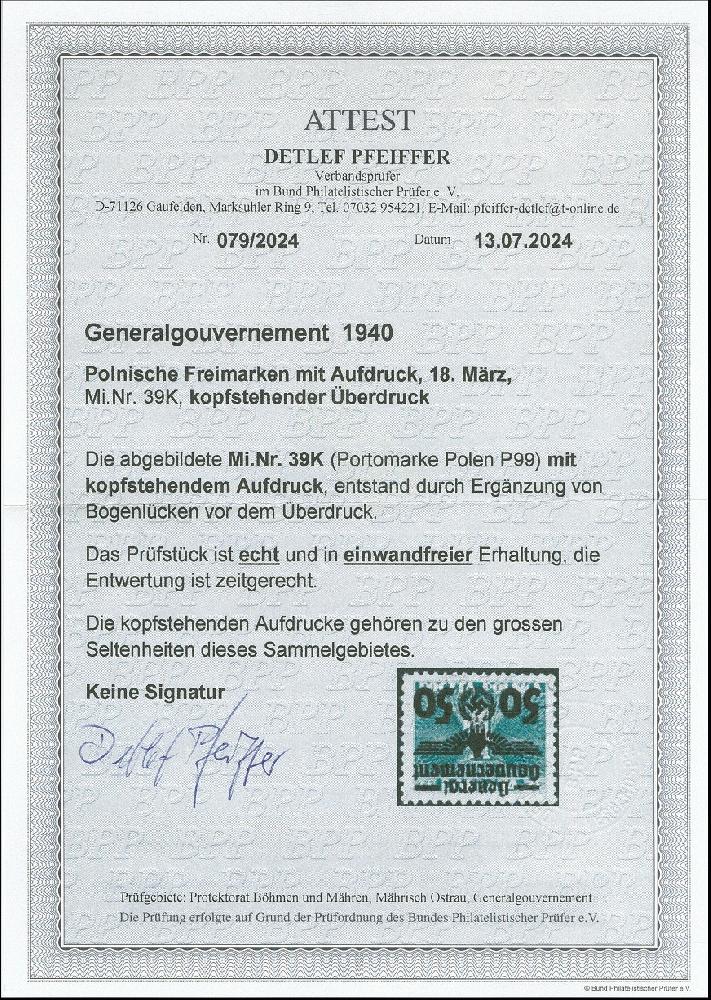 ATTEST
DETLEF PFEIFFER
Verbandsprüfer
im Bund Philatelistischer Prüfer e. V.
D-71126 Gäufelden, Marksuhler Ring 9, Tel. 07032 954221, E-Mail: pfeiffer-detlef@t-online.de
Nr. 079/2024 Datum 13.07.2024
Generalgouvernement 1940
Polnische Freimarken mit Aufdruck, 18. März,
Mi.Nr. 39K, kopfstehender Überdruck
Die abgebildete Mi.Nr. 39K (Portomarke Polen P99) mit
kopfstehendem Aufdruck, entstand durch Ergänzung von
Bogenlücken vor dem Überdruck.
Das Prüfstück ist echt und in einwandfreier Erhaltung, die
Entwertung ist zeitgerecht.
Die kopfstehenden Aufdrucke gehören zu den grossen
Seltenheiten dieses Sammelgebietes.
Keine Signatur
Detlef Pfeiffer
50 50
General
Gouvernement
Prüfgebiete: Protektorat Böhmen und Mähren, Mährisch Ostrau, Generalgouvernement
Die Prüfung erfolgte auf Grund der Prüfordnung des Bundes Philatelistischer Prüfer e.V.
© Bund Philatelistischer Prüfer e.V.